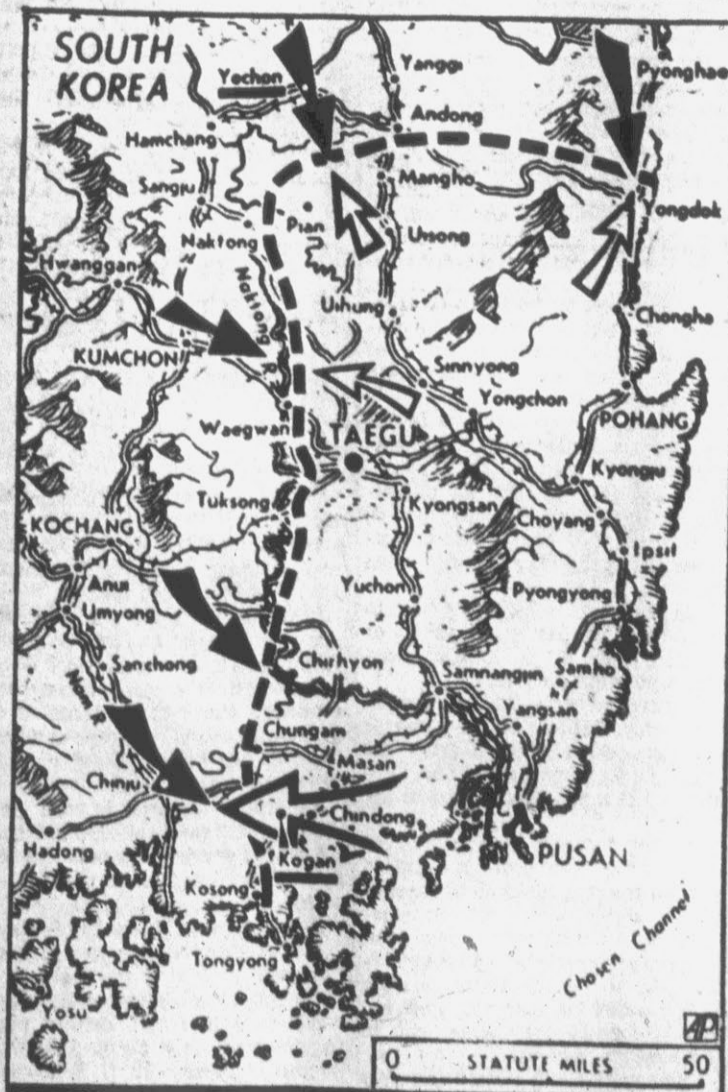 SOUTH
KOREA
Yechon
Yanggi
Pyonghae
Hamchang
Andong
Sangju
Mangho
Pian
Naktong
Uisong
ongdok
Hwanggan
Naktong R.
Uihung
Chongha
KUMCHON
Sinnyong
Yongchon
Waegwan
TAEGU
POHANG
Kyongju
Tuksong
Kyongsan
Choyang
KOCHANG
Ipsil
Anui
Yuchon
Pyongyong
Umyong
Sanchong
Chirhyon
Samnangjin
Samho
Nam R.
Yangsan
Chungam
Masan
Chinju
Chindong
Hadong
Kogan
PUSAN
Kosong
Tongyong
Chosen Channel
Yosu
AP
0 STATUTE MILES 50